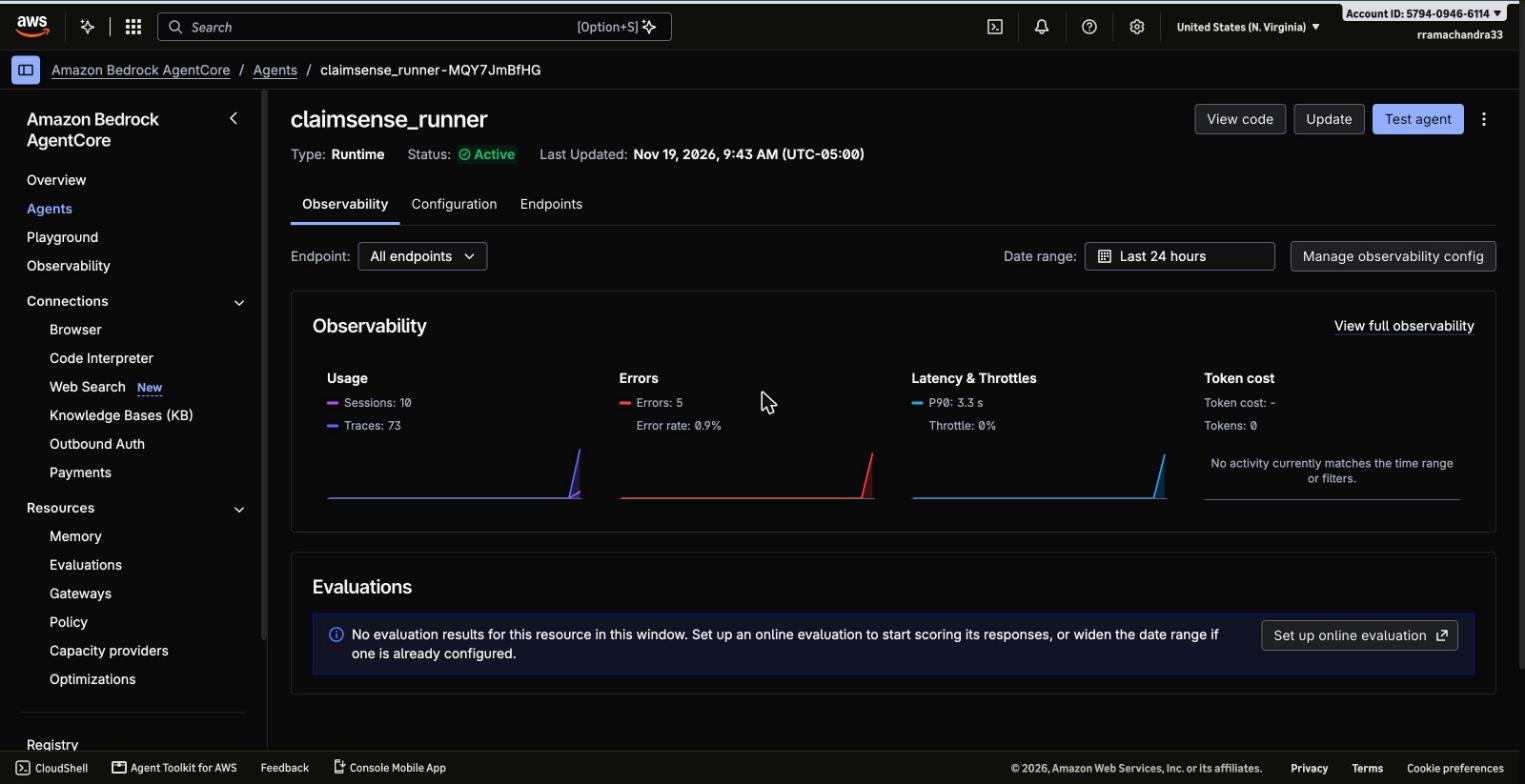 aws
Search
[Option+S]
United States (N. Virginia)
Account ID: 5794-0946-6114
rramachandra33
Amazon Bedrock AgentCore / Agents / claimsense_runner-MQY7JmBfHG
Amazon Bedrock
AgentCore
Overview
Agents
Playground
Observability
Connections
Browser
Code Interpreter
Web Search New
Knowledge Bases (KB)
Outbound Auth
Payments
Resources
Memory
Evaluations
Gateways
Policy
Capacity providers
Optimizations
Registry
claimsense_runner
View code
Update
Test agent
Type: Runtime Status: Active Last Updated: Nov 19, 2026, 9:43 AM (UTC-05:00)
Observability Configuration Endpoints
Endpoint: All endpoints
Date range: Last 24 hours
Manage observability config
Observability
View full observability
Usage
Sessions: 10
Traces: 73
Errors
Errors: 5
Error rate: 0.9%
Latency & Throttles
P90: 3.3 s
Throttle: 0%
Token cost
Token cost: -
Tokens: 0
No activity currently matches the time range
or filters.
Evaluations
No evaluation results for this resource in this window. Set up an online evaluation to start scoring its responses, or widen the date range if
one is already configured.
Set up online evaluation
CloudShell
Agent Toolkit for AWS
Feedback
Console Mobile App
© 2026, Amazon Web Services, Inc. or its affiliates.
Privacy
Terms
Cookie preferences